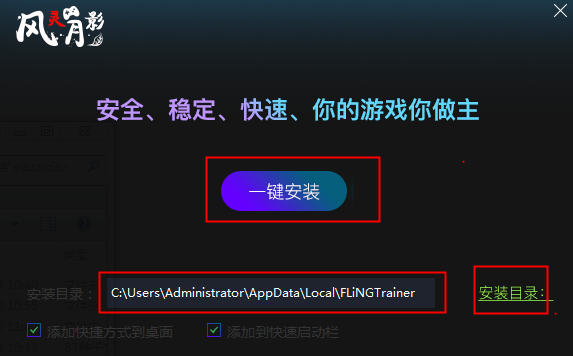 风灵月影
安全、稳定、快速、你的游戏你做主
一键安装
安装目录：
C:\Users\Administrator\AppData\Local\FLiNGTrainer
安装目录：
添加快捷方式到桌面
添加到快速启动栏